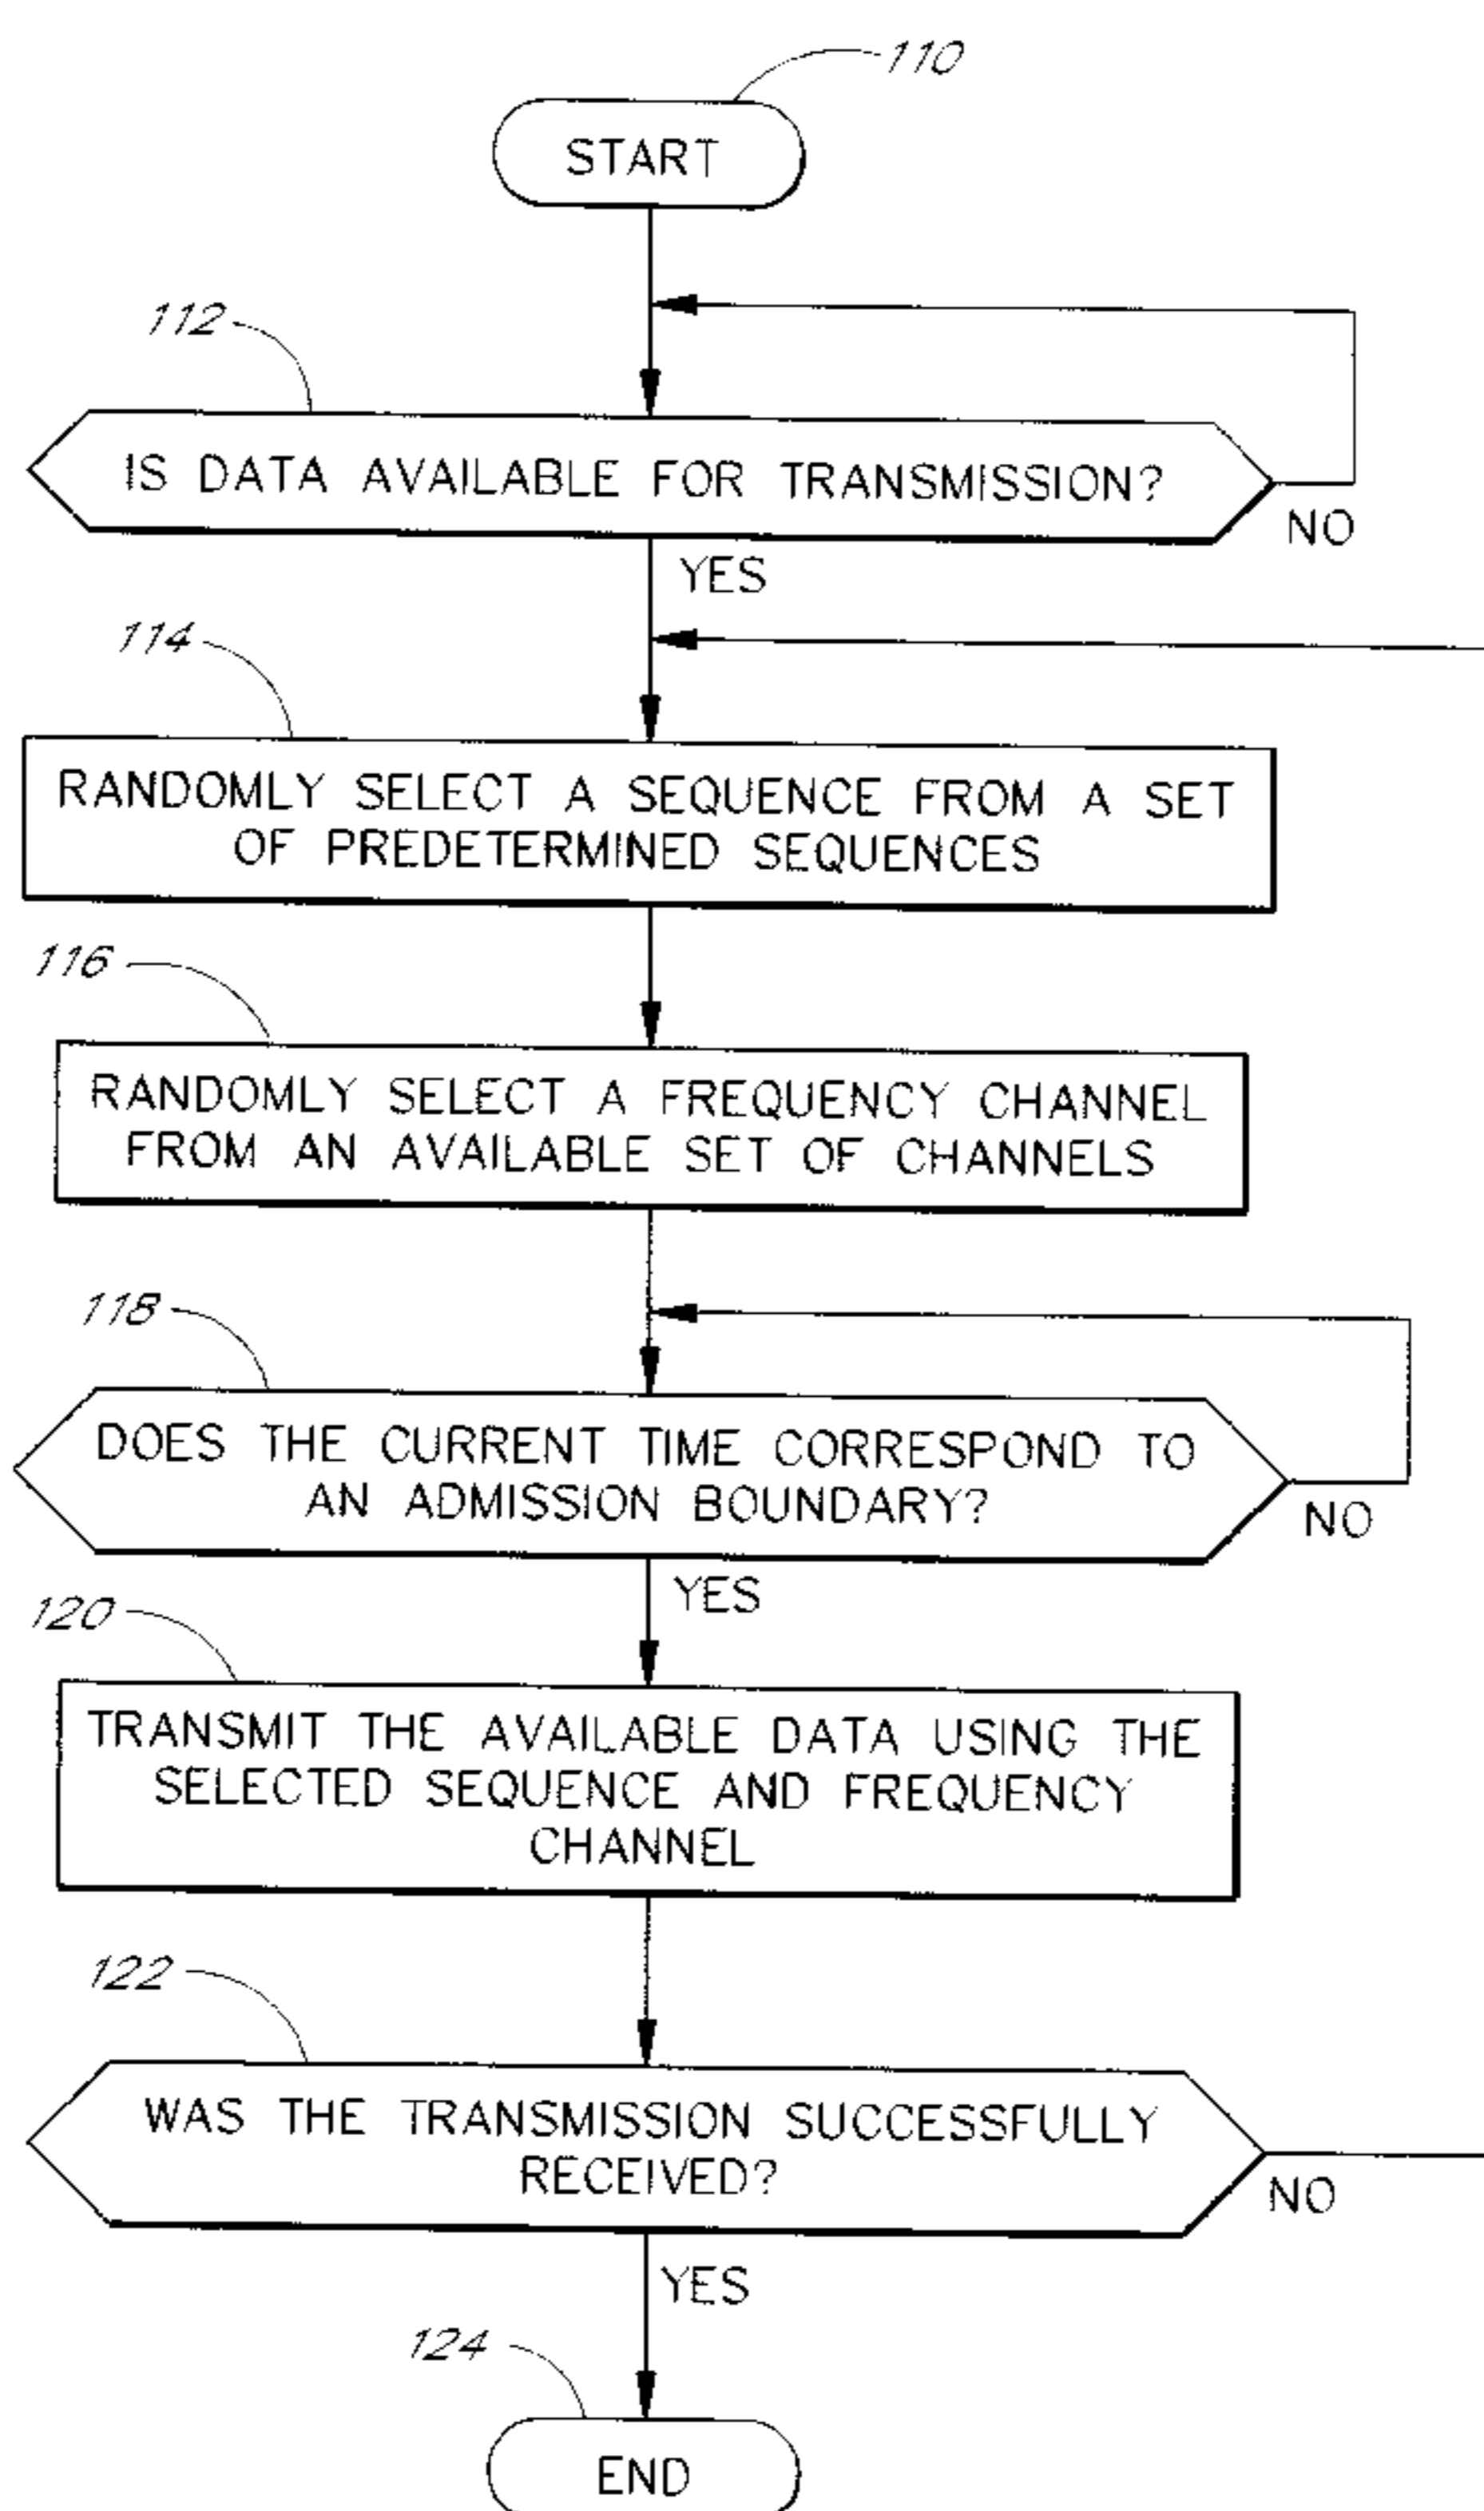 110
START
112
IS DATA AVAILABLE FOR TRANSMISSION?
NO
YES
114
RANDOMLY SELECT A SEQUENCE FROM A SET
OF PREDETERMINED SEQUENCES
116
RANDOMLY SELECT A FREQUENCY CHANNEL
FROM AN AVAILABLE SET OF CHANNELS
118
DOES THE CURRENT TIME CORRESPOND TO
AN ADMISSION BOUNDARY?
NO
YES
120
TRANSMIT THE AVAILABLE DATA USING THE
SELECTED SEQUENCE AND FREQUENCY
CHANNEL
122
WAS THE TRANSMISSION SUCCESSFULLY
RECEIVED?
NO
YES
124
END